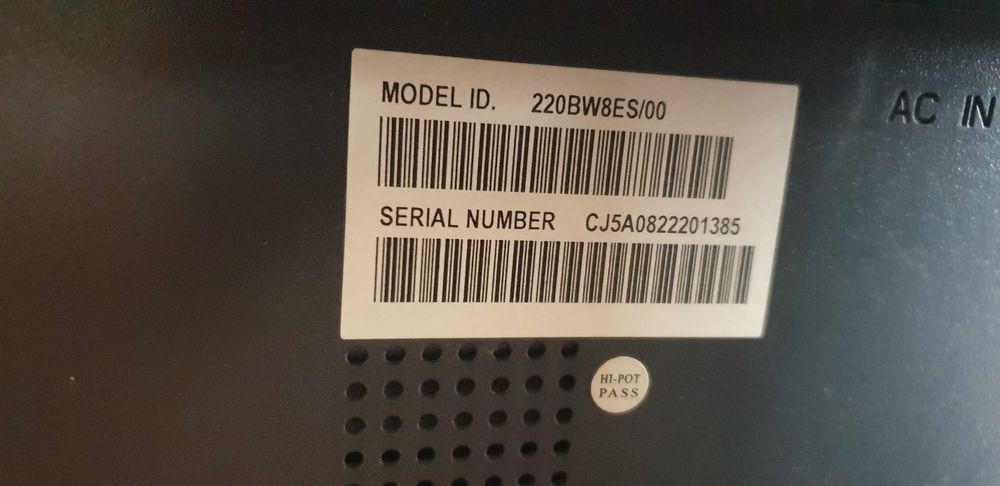 MODEL ID. 220BW8ES/00
AC IN
SERIAL NUMBER CJ5A0822201385
HI-POT
PASS